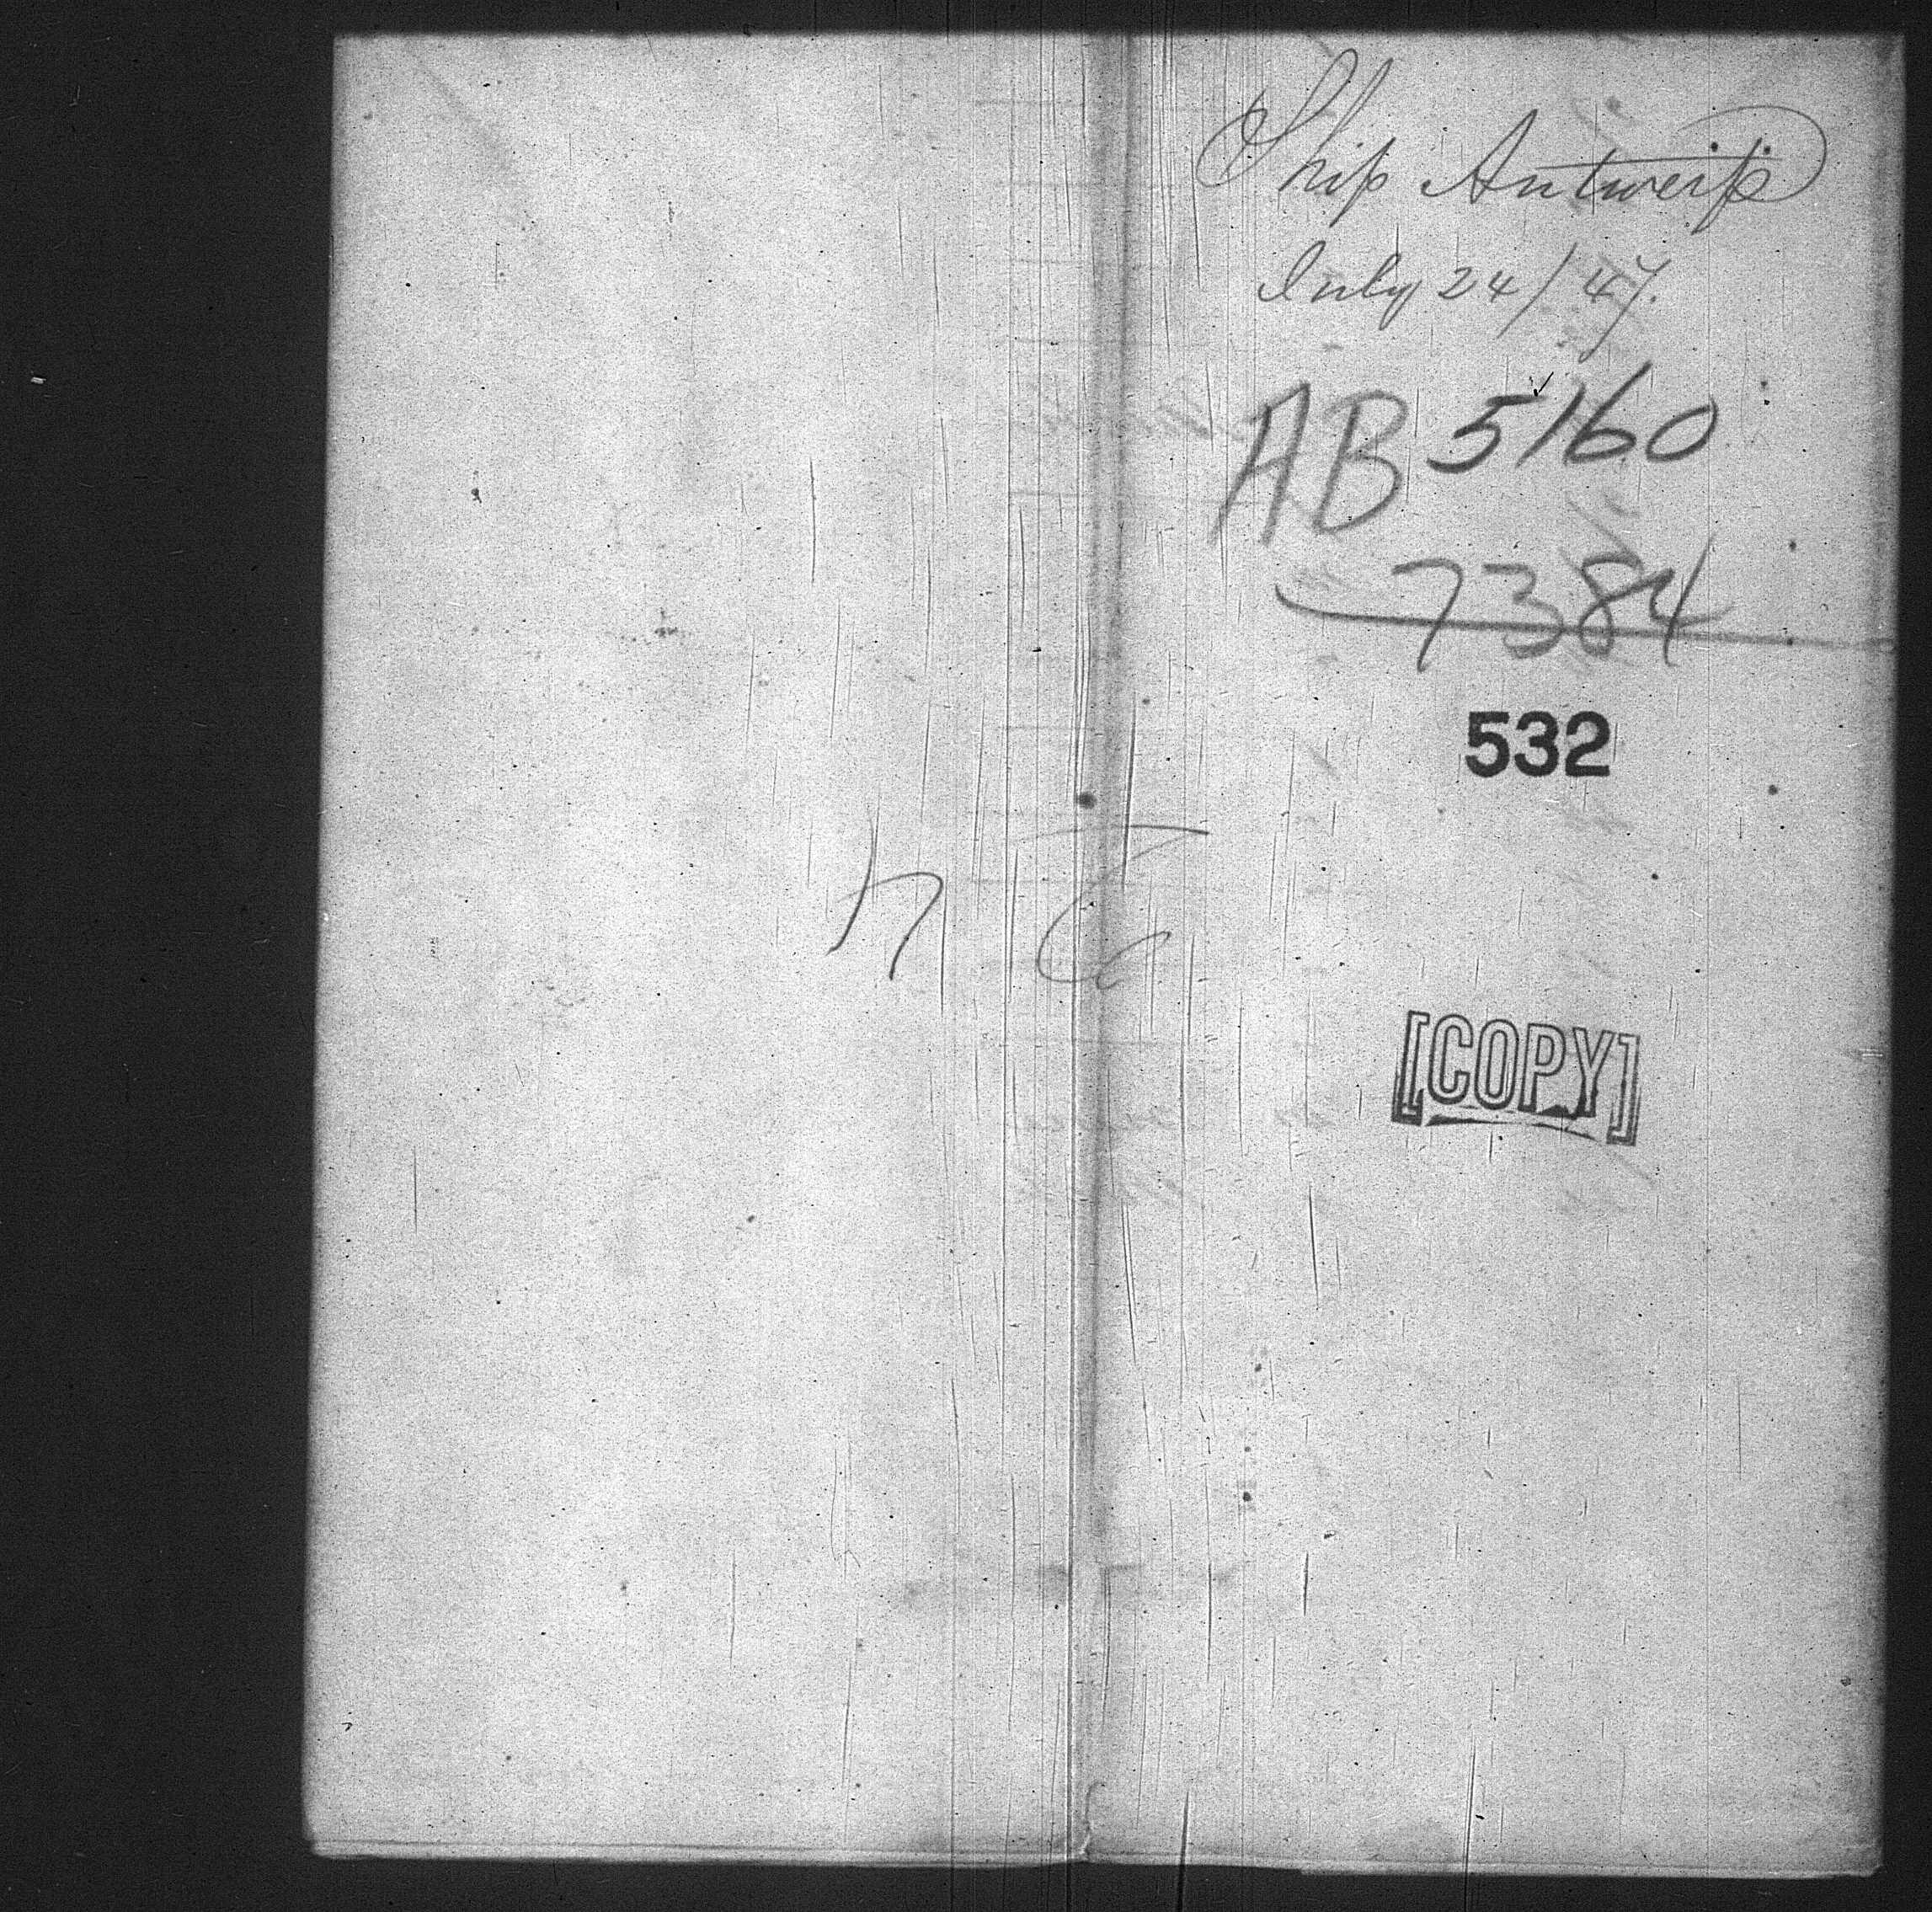 Ship Antwerp
July 24/47.
AB 5160
7384
532
[COPY]